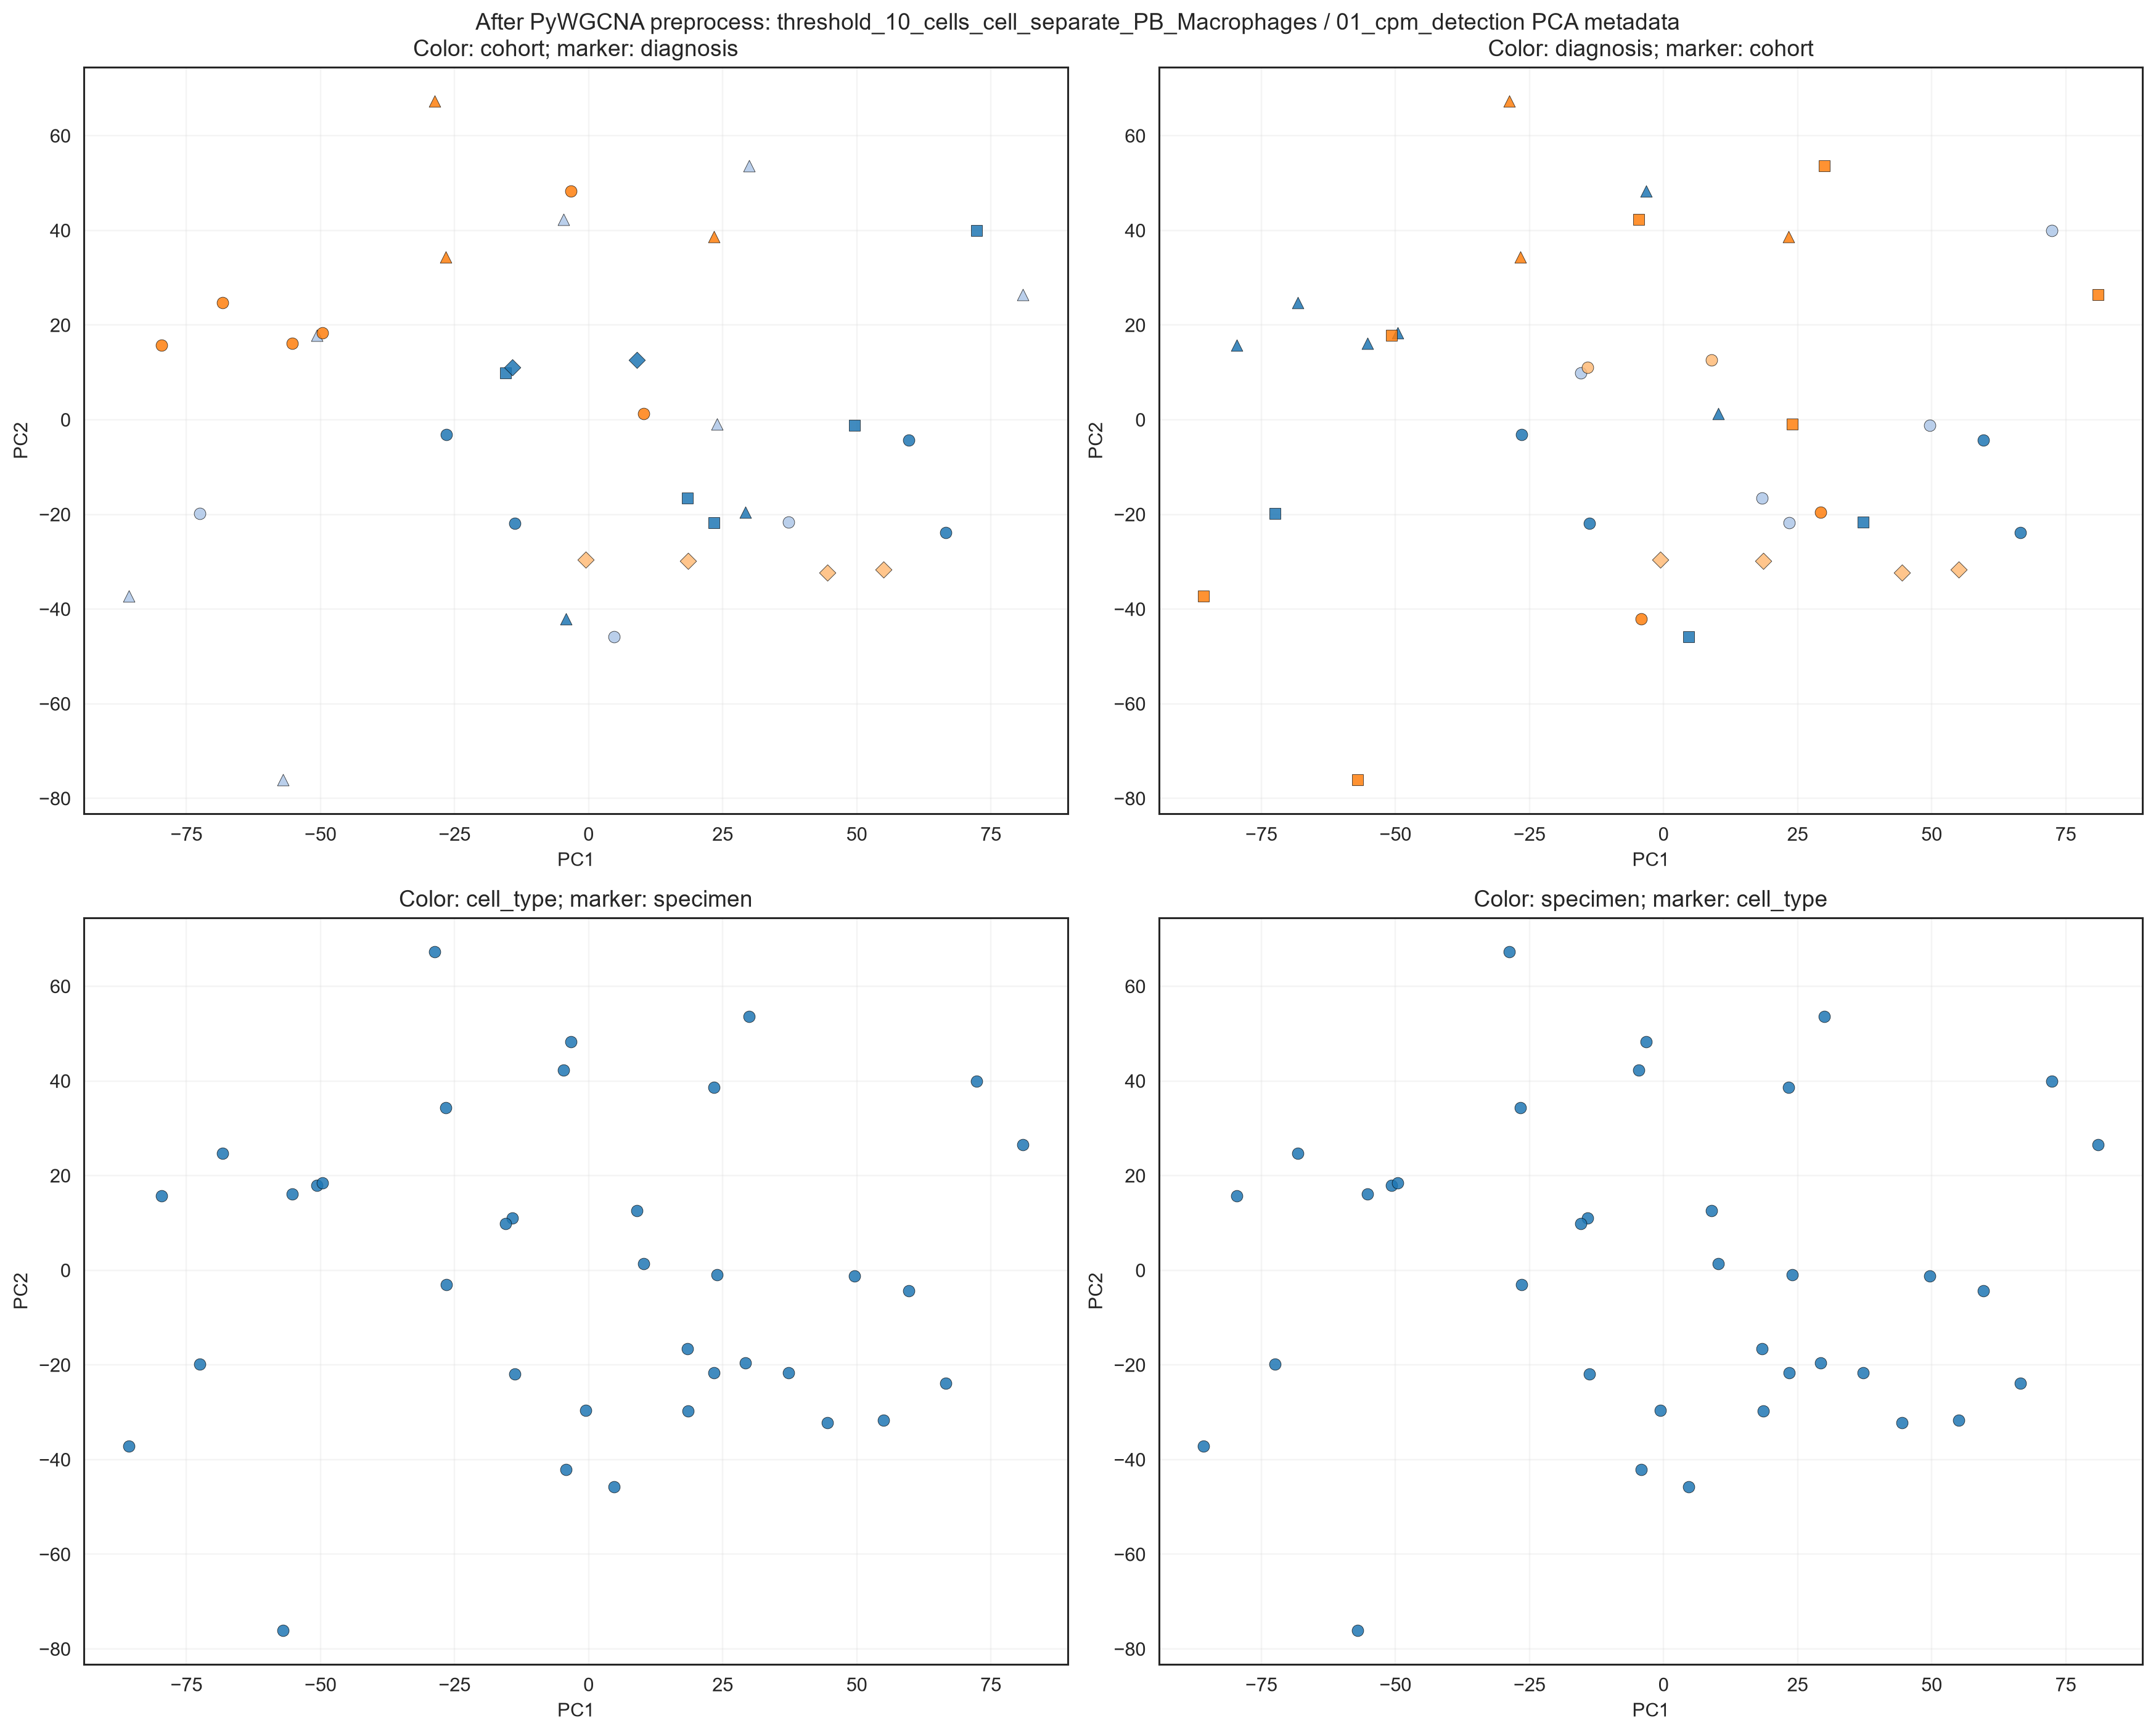 After PyWGCNA preprocess: threshold_10_cells_cell_separate_PB_Macrophages / 01_cpm_detection PCA metadata
Color: cohort; marker: diagnosis
60
40
20
0
−20
−40
−60
−80
PC2
−75 −50 −25 0 25 50 75
PC1
Color: diagnosis; marker: cohort
60
40
20
0
−20
−40
−60
−80
PC2
−75 −50 −25 0 25 50 75
PC1
Color: cell_type; marker: specimen
60
40
20
0
−20
−40
−60
−80
PC2
−75 −50 −25 0 25 50 75
PC1
Color: specimen; marker: cell_type
60
40
20
0
−20
−40
−60
−80
PC2
−75 −50 −25 0 25 50 75
PC1